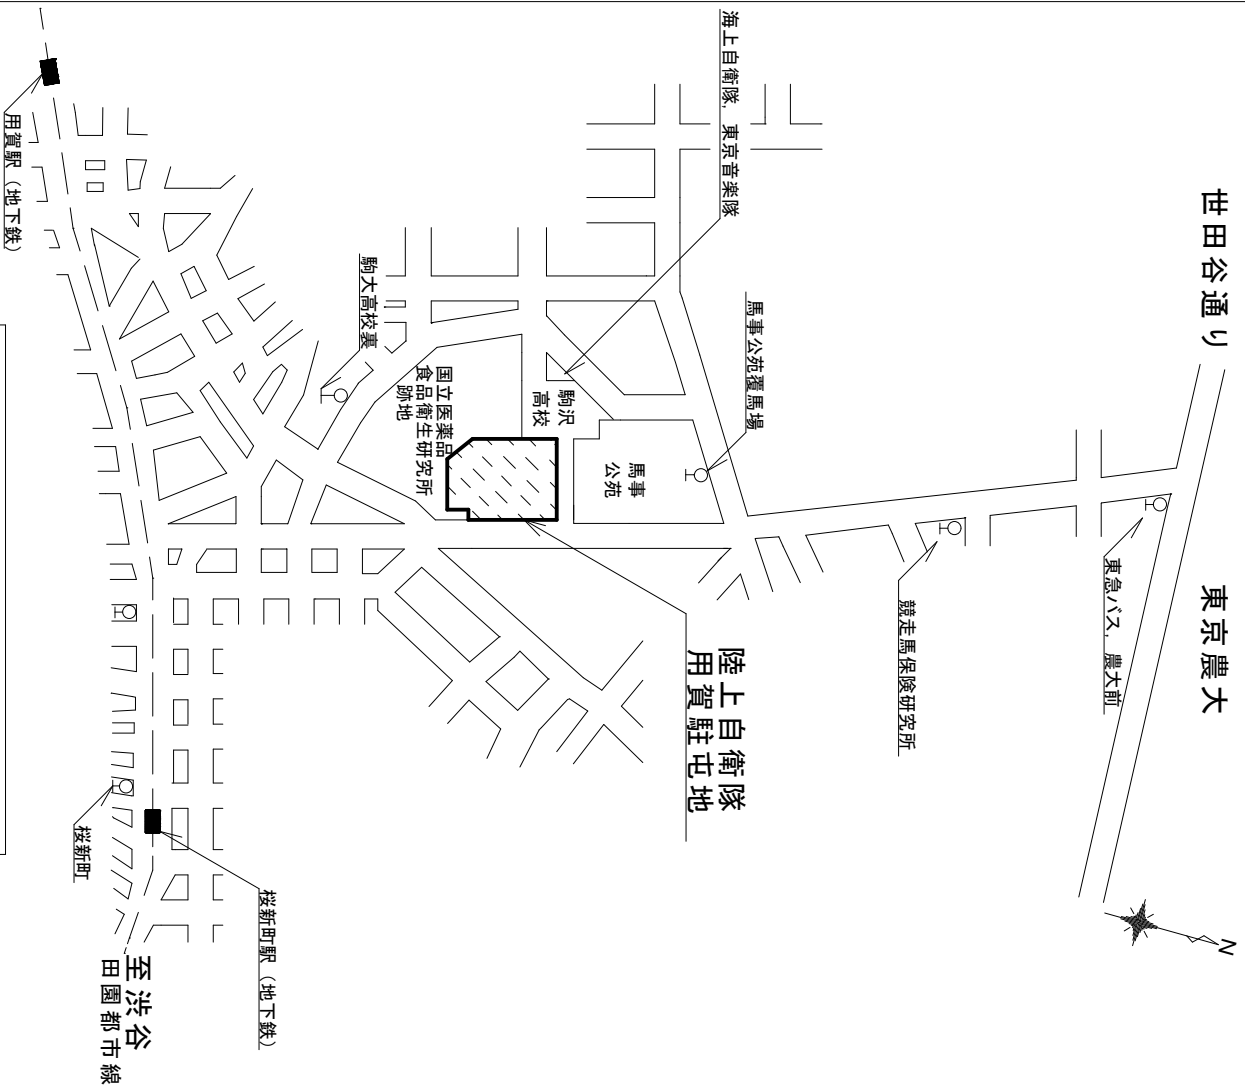 世田谷通り
東京農大
東急バス，農大前
競走馬保険研究所
馬事公苑覆馬場
海上自衛隊，東京音楽隊
陸上自衛隊
用賀駐屯地
馬事
公苑
駒沢
高校
国立医薬品
食品衛生研究所
跡地
駒大高校裏
用賀駅（地下鉄）
桜新町駅（地下鉄）
桜新町
至渋谷
田園都市線
N